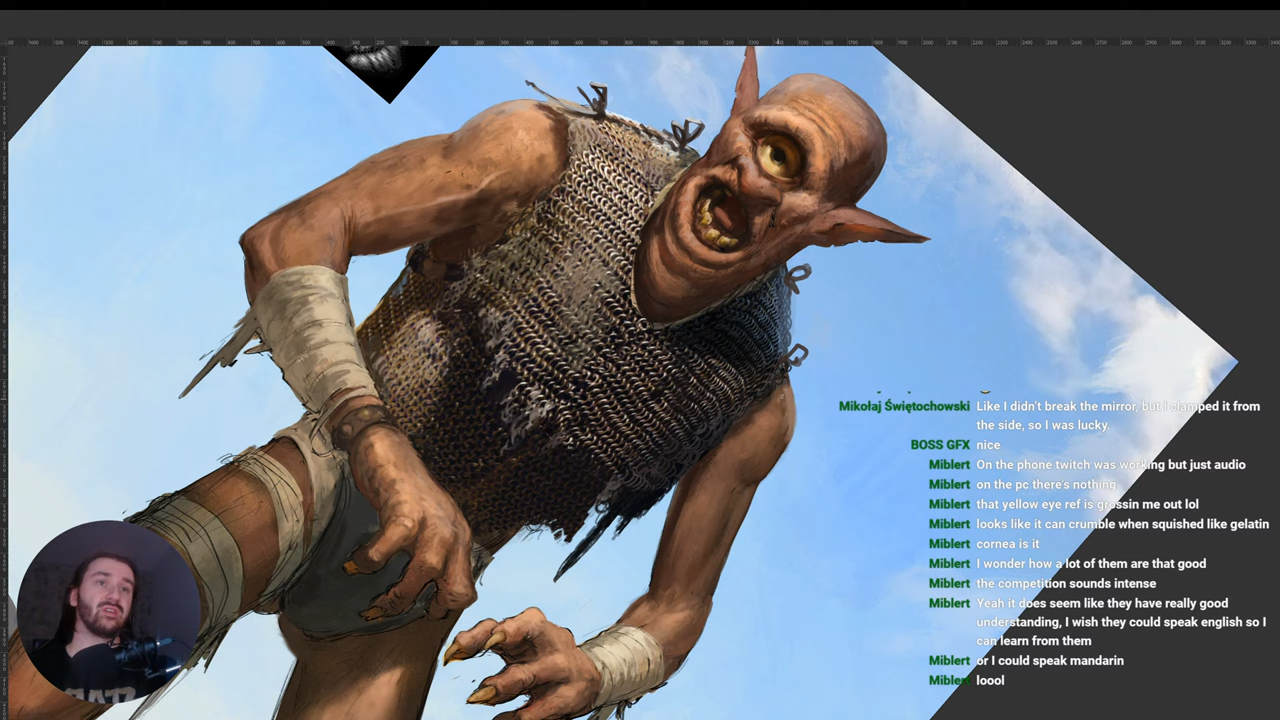 Mikołaj Świętochowski Like I didn't break the mirror, but I clamped it from
the side, so I was lucky.
BOSS GFX nice
Miblert On the phone twitch was working but just audio
Miblert on the pc there's nothing
Miblert that yellow eye ref is grossin me out lol
Miblert looks like it can crumble when squished like gelatin
Miblert cornea is it
Miblert I wonder how a lot of them are that good
Miblert the competition sounds intense
Miblert Yeah it does seem like they have really good
understanding, I wish they could speak english so I
can learn from them
Miblert or I could speak mandarin
Miblert loool